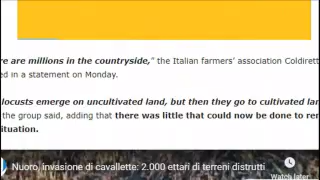 re are millions in the countryside,” the Italian farmers’ association Coldirett
ed in a statement on Monday.
locusts emerge on uncultivated land, but then they go to cultivated lan
the group said, adding that there was little that could now be done to ren
ituation.
Nuoro, invasione di cavallette: 2.000 ettari di terreni distrutti
Watch later